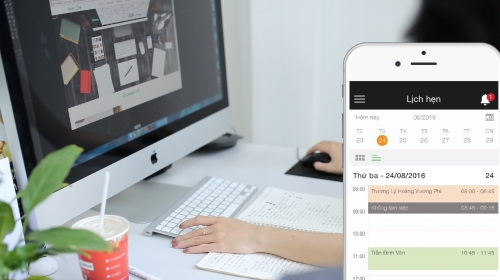 Lịch hẹn 1
Hôm nay 08/2016
T2 T3 T4 T5 T6 T7 CN
23 24 25 26 27 28 29
Thứ ba - 24/08/2016 24
08:00 Trương Lý Hoàng Vương Phi 08:00 - 08:45
Không làm việc 08:45 - 09:15
09:00
10:00
Trần Đình Văn 10:45 - 11:45
11:00
12:00